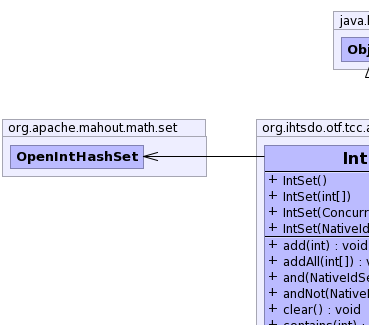 java.l
Obj
org.apache.mahout.math.set
OpenIntHashSet
org.ihtsdo.otf.tcc.a
Int
+ IntSet()
+ IntSet(int[])
+ IntSet(Concurr
+ IntSet(NativeId
+ add(int) : void
+ addAll(int[]) : v
+ and(NativeIdSe
+ andNot(NativeI
+ clear() : void
+ contains(int) :